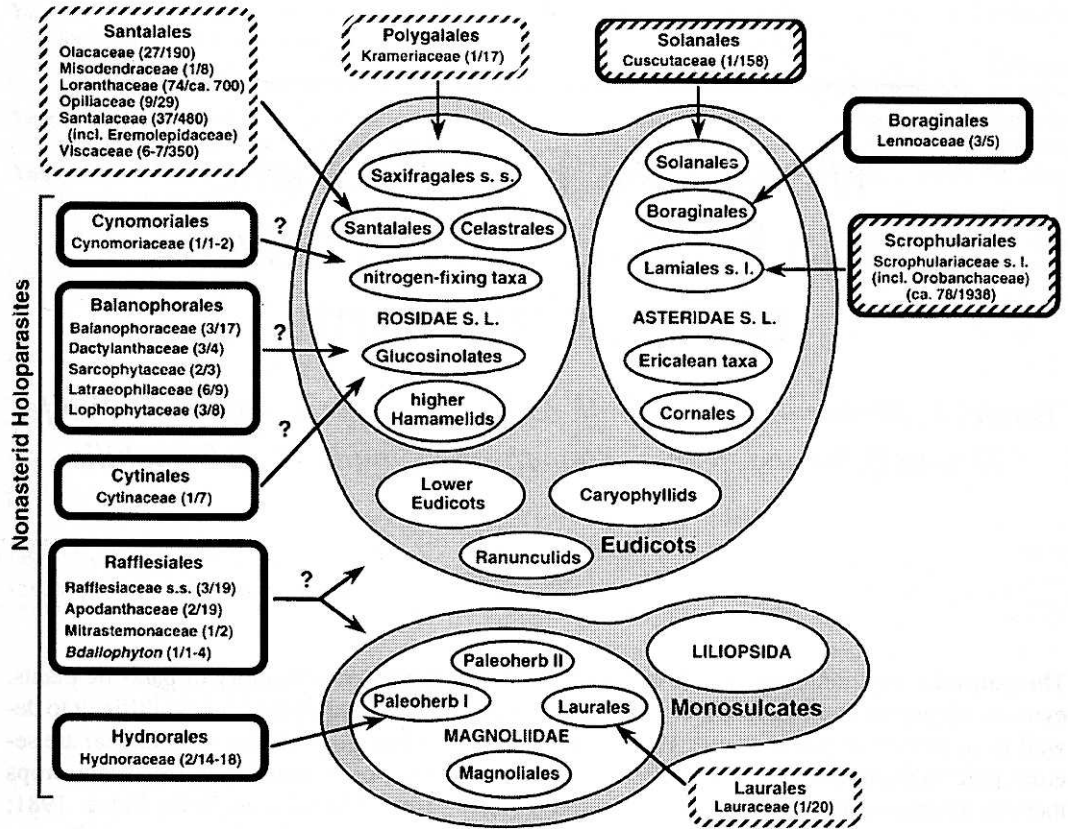 Santalales
Olacaceae (27/190)
Misodendraceae (1/8)
Loranthaceae (74/ca. 700)
Opiliaceae (9/29)
Santalaceae (37/480)
(incl. Eremolepidaceae)
Viscaceae (6-7/350)
Polygalales
Krameriaceae (1/17)
Solanales
Cuscutaceae (1/158)
Boraginales
Lennoaceae (3/5)
Scrophulariales
Scrophulariaceae s. l.
(incl. Orobanchaceae)
(ca. 78/1938)
Nonasterid Holoparasites
Cynomoriales
Cynomoriaceae (1/1-2)
?
Balanophorales
Balanophoraceae (3/17)
Dactylanthaceae (3/4)
Sarcophytaceae (2/3)
Latraeophilaceae (6/9)
Lophophytaceae (3/8)
?
Cytinales
Cytinaceae (1/7)
?
Rafflesiales
Rafflesiaceae s.s. (3/19)
Apodanthaceae (2/19)
Mitrastemonaceae (1/2)
Bdallophyton (1/1-4)
?
Hydnorales
Hydnoraceae (2/14-18)
Saxifragales s. s.
Santalales
Celastrales
nitrogen-fixing taxa
ROSIDAE S. L.
Glucosinolates
higher
Hamamelids
Solanales
Boraginales
Lamiales s. l.
ASTERIDAE S. L.
Ericalean taxa
Cornales
Lower
Eudicots
Caryophyllids
Ranunculids
Eudicots
Paleoherb II
Paleoherb I
Laurales
MAGNOLIIDAE
Magnoliales
LILIOPSIDA
Monosulcates
Laurales
Lauraceae (1/20)